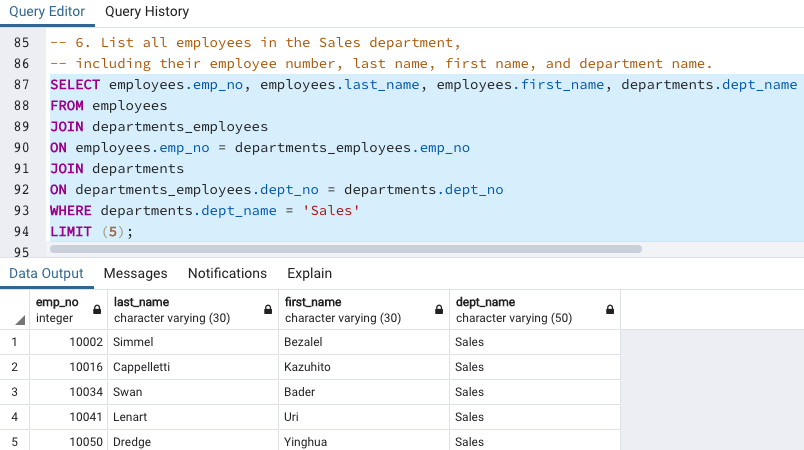 Query Editor Query History
85 -- 6. List all employees in the Sales department,
86 -- including their employee number, last name, first name, and department name.
87 SELECT employees.emp_no, employees.last_name, employees.first_name, departments.dept_name
88 FROM employees
89 JOIN departments_employees
90 ON employees.emp_no = departments_employees.emp_no
91 JOIN departments
92 ON departments_employees.dept_no = departments.dept_no
93 WHERE departments.dept_name = 'Sales'
94 LIMIT (5);
95
Data Output Messages Notifications Explain
emp_no last_name first_name dept_name
integer character varying (30) character varying (30) character varying (50)
1 10002 Simmel Bezalel Sales
2 10016 Cappelletti Kazuhito Sales
3 10034 Swan Bader Sales
4 10041 Lenart Uri Sales
5 10050 Dredge Yinghua Sales